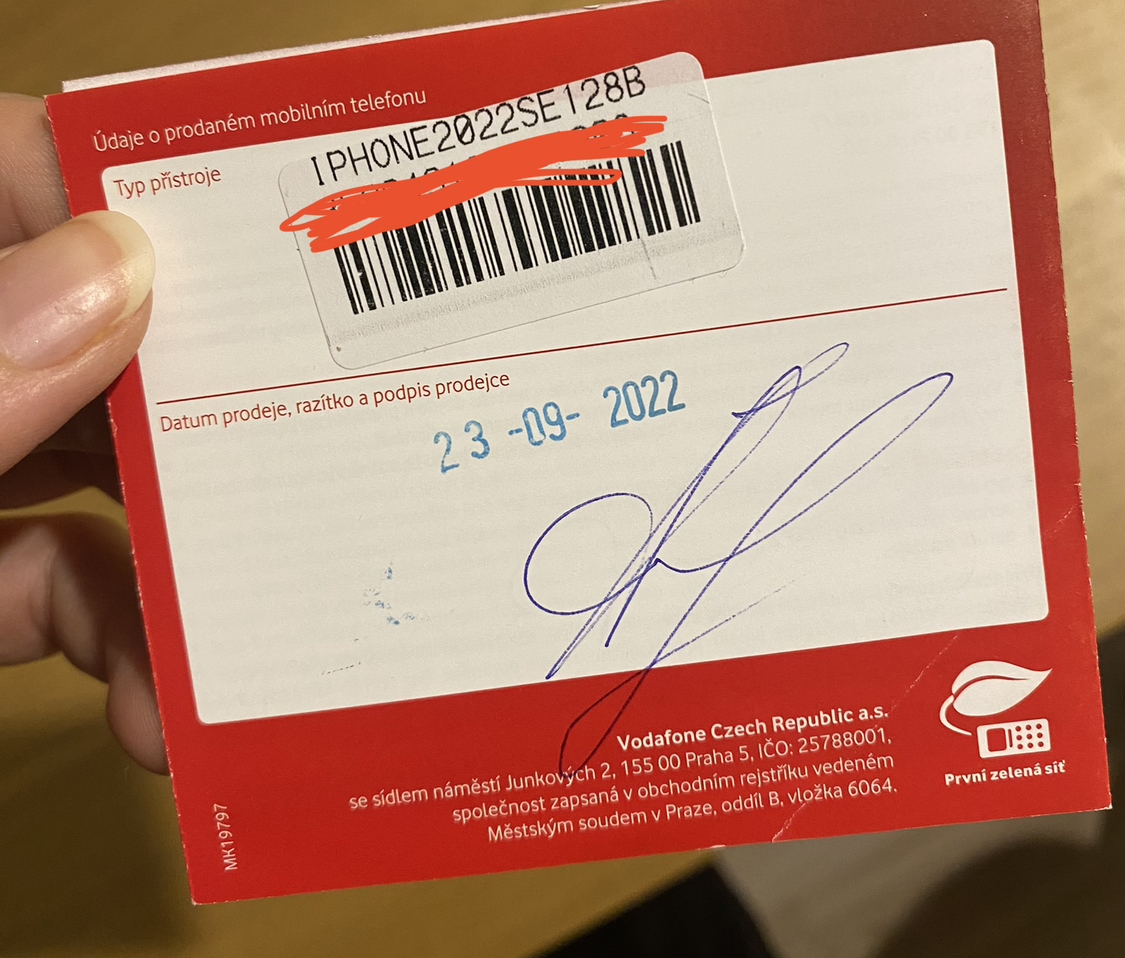 Údaje o prodaném mobilním telefonu
Typ přístroje
IPHONE2022SE128B
Datum prodeje, razítko a podpis prodejce
23 -09- 2022
Vodafone Czech Republic a.s.
se sídlem náměstí Junkových 2, 155 00 Praha 5, IČO: 25788001,
společnost zapsaná v obchodním rejstříku vedeném
Městským soudem v Praze, oddíl B, vložka 6064.
První zelená síť
MK19797